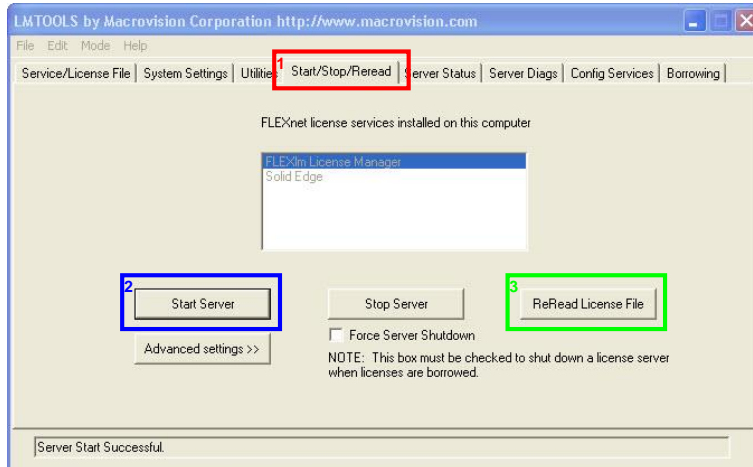 LMTOOLS by Macrovision Corporation http://www.macrovision.com
File Edit Mode Help
Service/License File System Settings Utilities 1 Start/Stop/Reread Server Status Server Diags Config Services Borrowing
FLEXnet license services installed on this computer
FLEXlm License Manager
Solid Edge
2 Start Server
Stop Server
3 ReRead License File
Force Server Shutdown
Advanced settings >>
NOTE: This box must be checked to shut down a license server
when licenses are borrowed.
Server Start Successful.